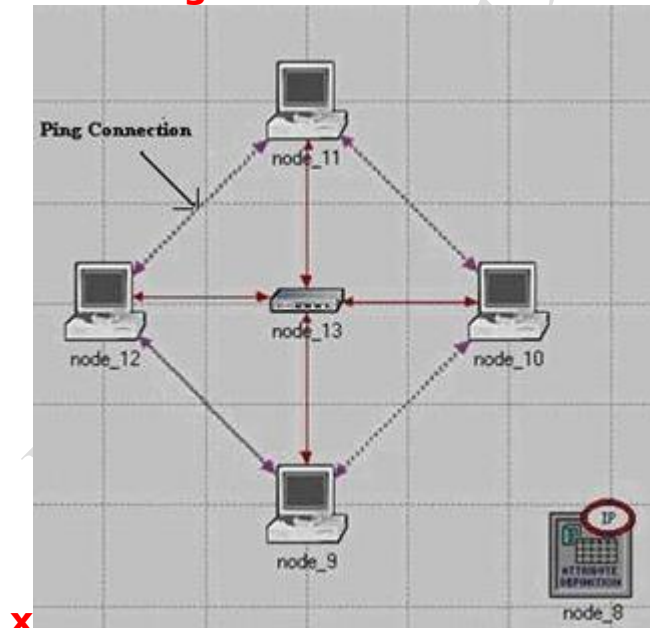 g
Ping Connection
node_11
node_13
node_12
node_10
node_9
IP
ATTRIBUTE
DEFINITION
node_8
x